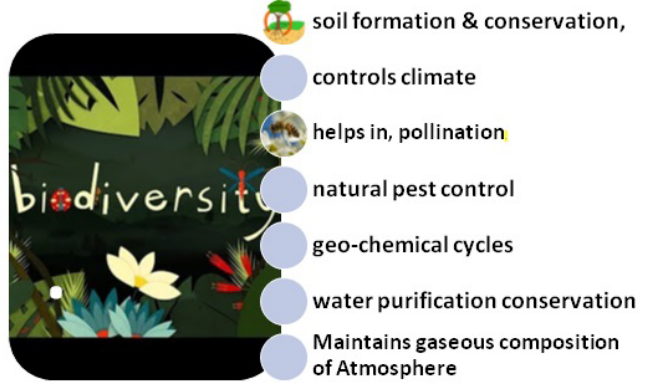 soil formation & conservation,
controls climate
helps in, pollination
biodiversity
natural pest control
geo-chemical cycles
water purification conservation
Maintains gaseous composition
of Atmosphere